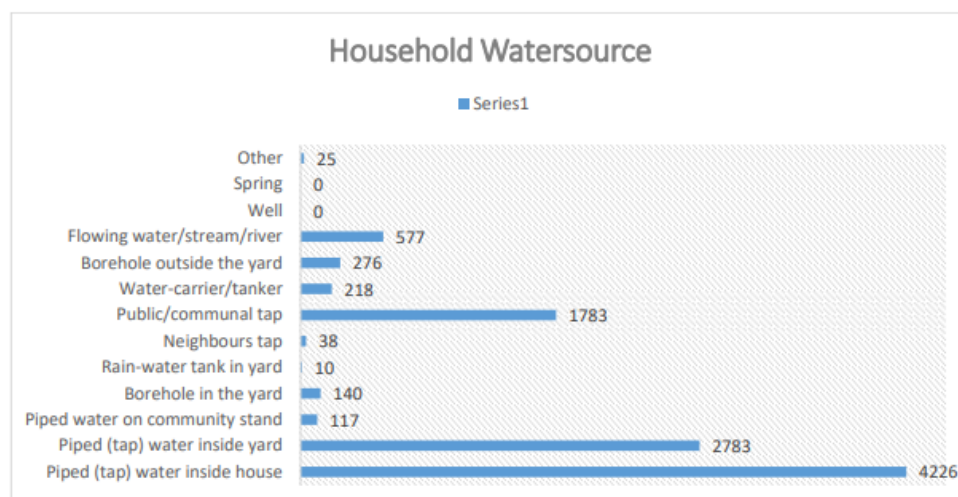 Household Watersource
Series1
Other 25
Spring 0
Well 0
Flowing water/stream/river 577
Borehole outside the yard 276
Water-carrier/tanker 218
Public/communal tap 1783
Neighbours tap 38
Rain-water tank in yard 10
Borehole in the yard 140
Piped water on community stand 117
Piped (tap) water inside yard 2783
Piped (tap) water inside house 4226